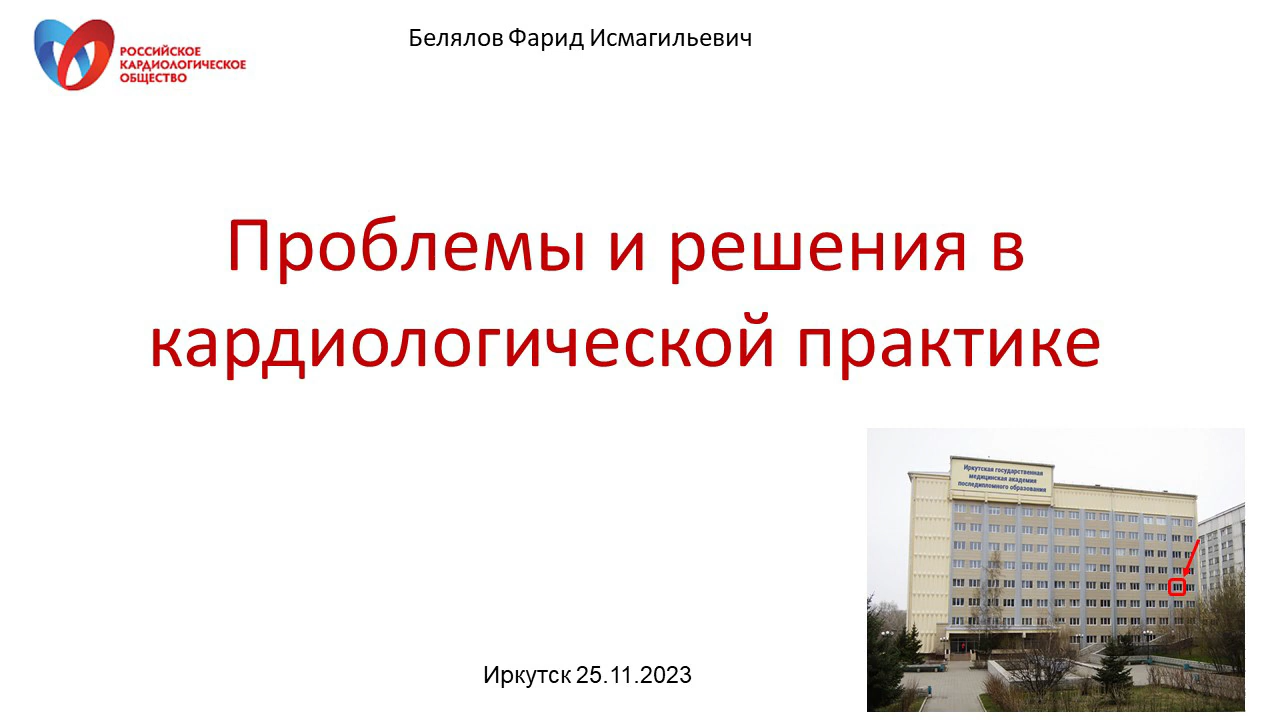 РОССИЙСКОЕ
КАРДИОЛОГИЧЕСКОЕ
ОБЩЕСТВО
Белялов Фарид Исмагильевич
Проблемы и решения в
кардиологической практике
Иркутская государственная
медицинская академия
последипломного образования
Иркутск 25.11.2023